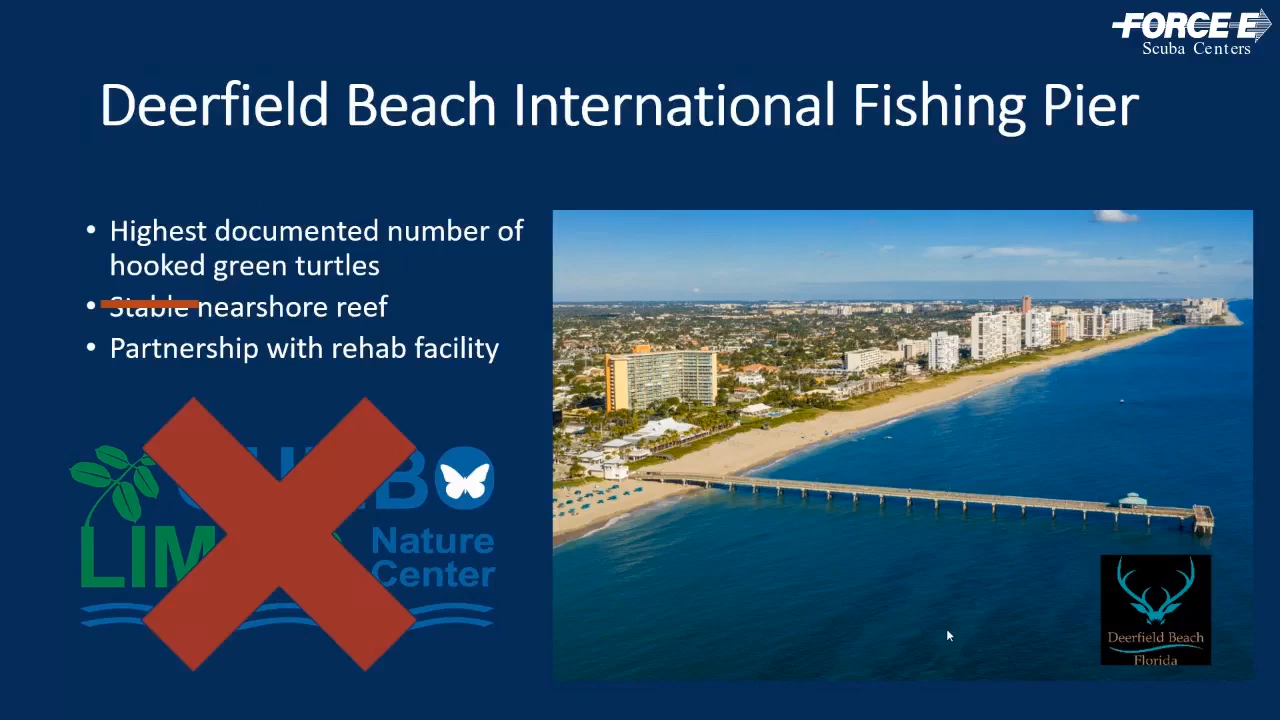 FORCE-E
Scuba Centers
Deerfield Beach International Fishing Pier
• Highest documented number of
hooked green turtles
• Stable nearshore reef
• Partnership with rehab facility
Nature
Center
Deerfield Beach
Florida